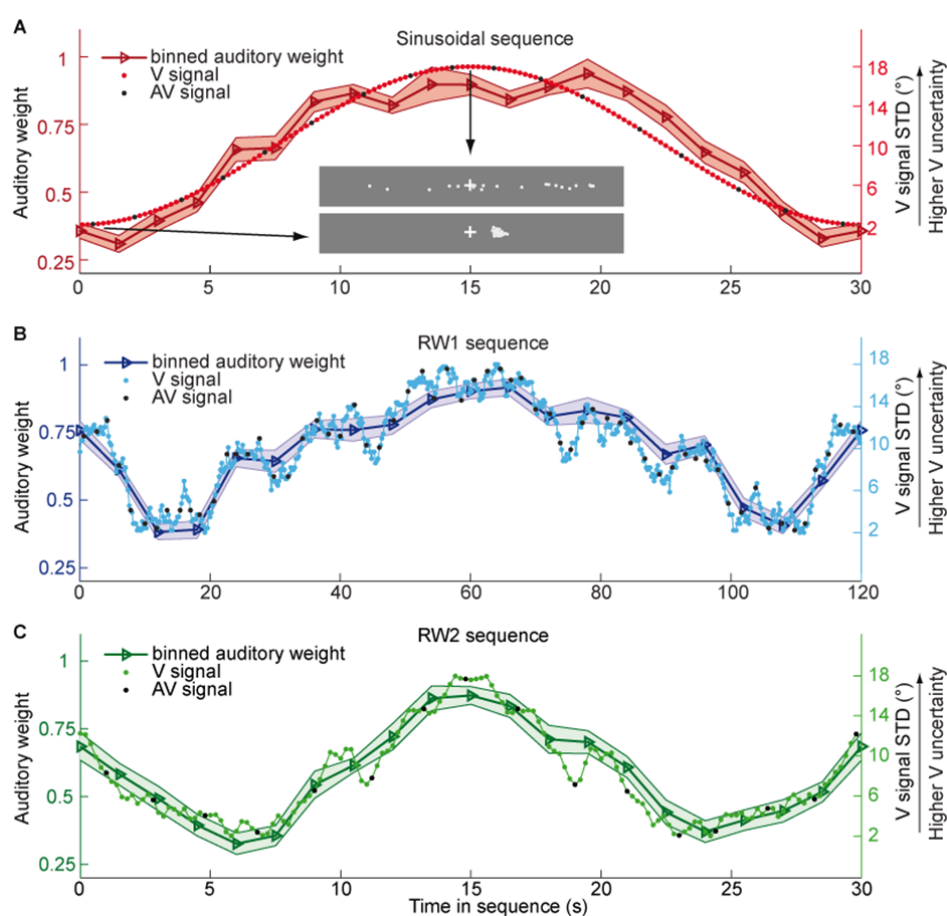 A
Sinusoidal sequence
binned auditory weight
V signal
AV signal
Auditory weight
1
0.75
0.5
0.25
18
14
10
6
2
V signal STD (°)
Higher V uncertainty
0 5 10 15 20 25 30
B
RW1 sequence
binned auditory weight
V signal
AV signal
Auditory weight
1
0.75
0.5
0.25
18
14
10
6
2
V signal STD (°)
Higher V uncertainty
0 20 40 60 80 100 120
C
RW2 sequence
binned auditory weight
V signal
AV signal
Auditory weight
1
0.75
0.5
0.25
18
14
10
6
2
V signal STD (°)
Higher V uncertainty
0 5 10 15 20 25 30
Time in sequence (s)